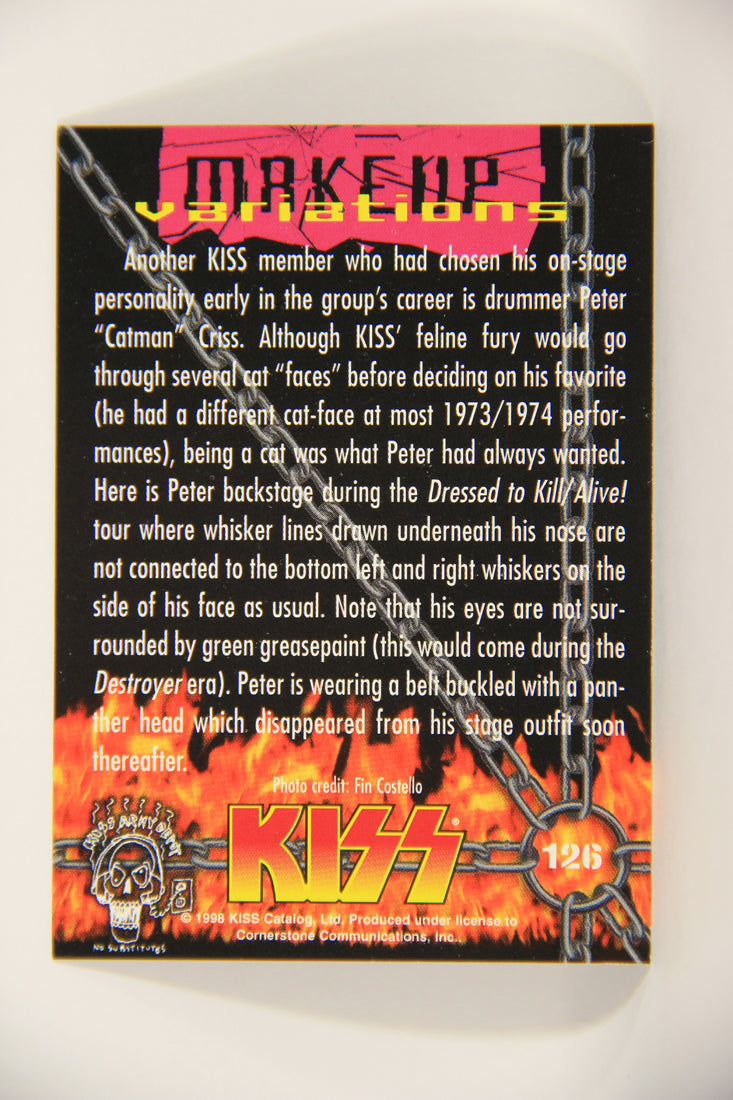 MAKEUP
variations
Another KISS member who had chosen his on-stage
personality early in the group's career is drummer Peter
"Catman" Criss. Although KISS' feline fury would go
through several cat "faces" before deciding on his favorite
(he had a different cat-face at most 1973/1974 perfor-
mances), being a cat was what Peter had always wanted.
Here is Peter backstage during the Dressed to Kill/Alive!
tour where whisker lines drawn underneath his nose are
not connected to the bottom left and right whiskers on the
side of his face as usual. Note that his eyes are not sur-
rounded by green greasepaint (this would come during the
Destroyer era). Peter is wearing a belt buckled with a pan-
ther head which disappeared from his stage outfit soon
thereafter.
Photo credit: Fin Costello
KISS®
126
KISS ARMY DEPT
NO SUBSTITUTES
© 1998 KISS Catalog, Ltd. Produced under license to
Cornerstone Communications, Inc..